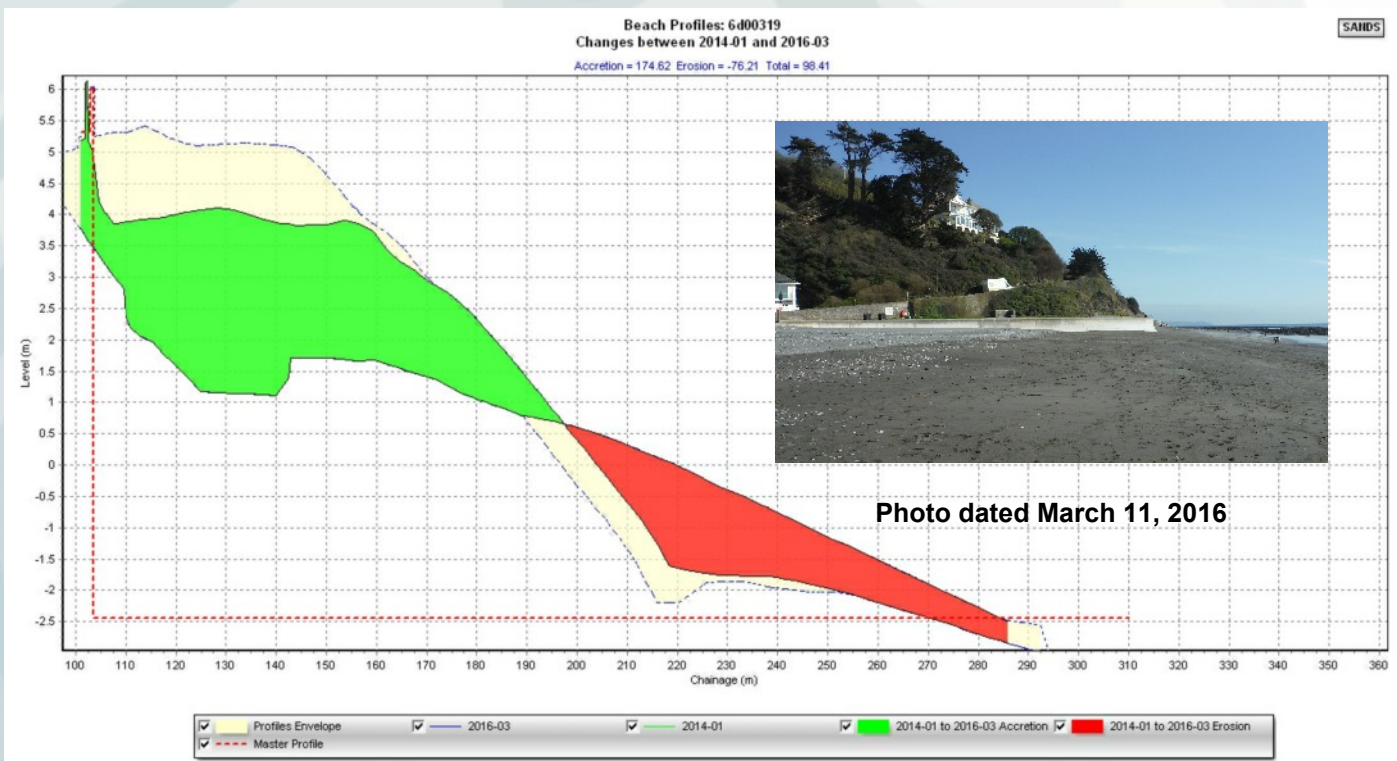 Beach Profiles: 6d00319
Changes between 2014-01 and 2016-03
Accretion = 174.62 Erosion = -76.21 Total = 98.41
SANDS
6
5.5
5
4.5
4
3.5
3
2.5
2
1.5
1
0.5
0
-0.5
-1
-1.5
-2
-2.5
Level (m)
Photo dated March 11, 2016
100 110 120 130 140 150 160 170 180 190 200 210 220 230 240 250 260 270 280 290 300 310 320 330 340 350 360
Chainage (m)
Profiles Envelope 2016-03 2014-01 2014-01 to 2016-03 Accretion 2014-01 to 2016-03 Erosion
Master Profile